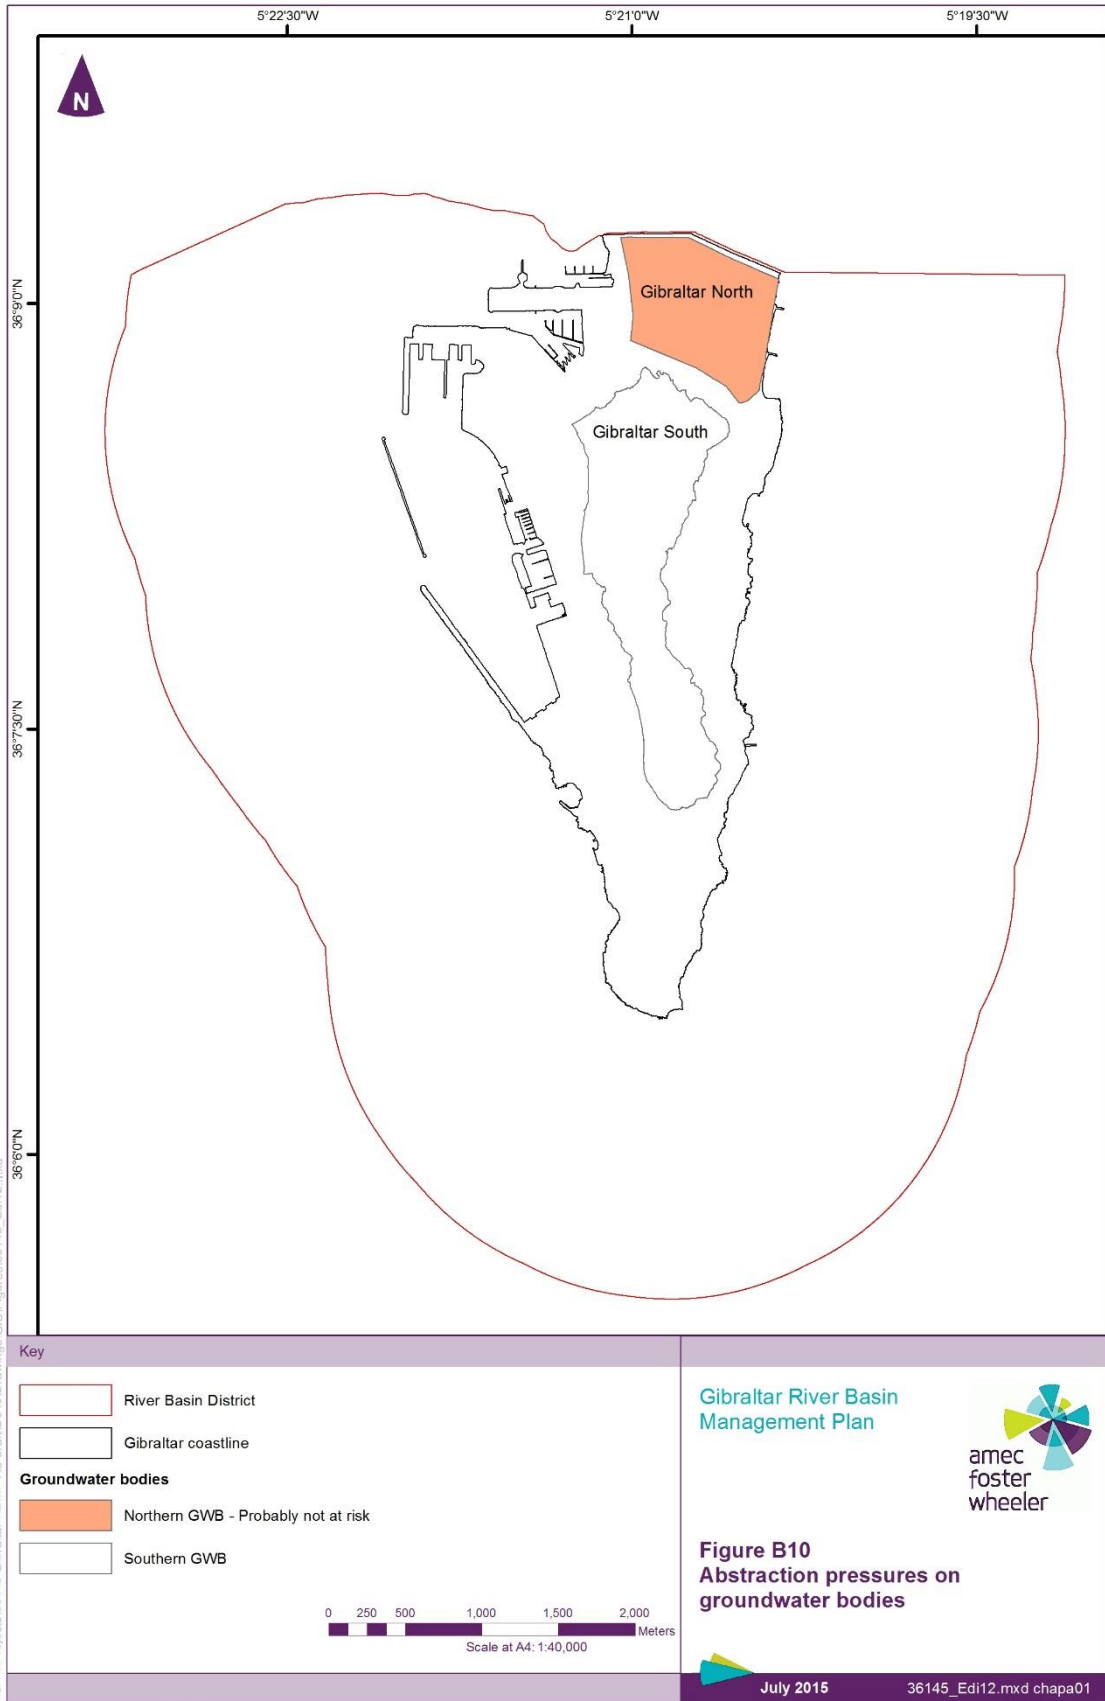 5°22'30"W
5°21'0"W
5°19'30"W
N
36°9'0"N
Gibraltar North
Gibraltar South
36°7'30"N
36°6'0"N
Key
River Basin District
Gibraltar coastline
Groundwater bodies
Northern GWB - Probably not at risk
Southern GWB
0 250 500 1,000 1,500 2,000
Meters
Scale at A4: 1:40,000
Gibraltar River Basin
Management Plan
amec
foster
wheeler
Figure B10
Abstraction pressures on
groundwater bodies
July 2015
36145_Edi12.mxd chapa01